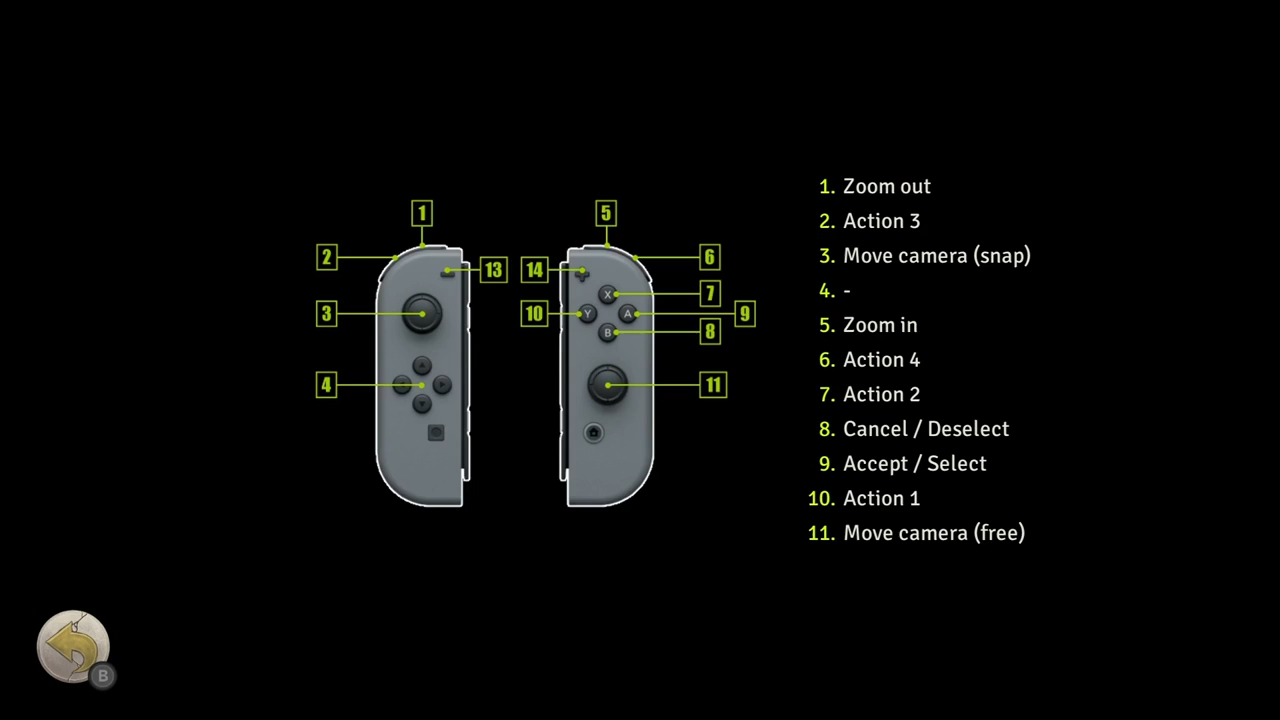 1
5
2
13
14
6
X
7
3
10
Y
A
9
B
8
4
11
1. Zoom out
2. Action 3
3. Move camera (snap)
4. -
5. Zoom in
6. Action 4
7. Action 2
8. Cancel / Deselect
9. Accept / Select
10. Action 1
11. Move camera (free)
B